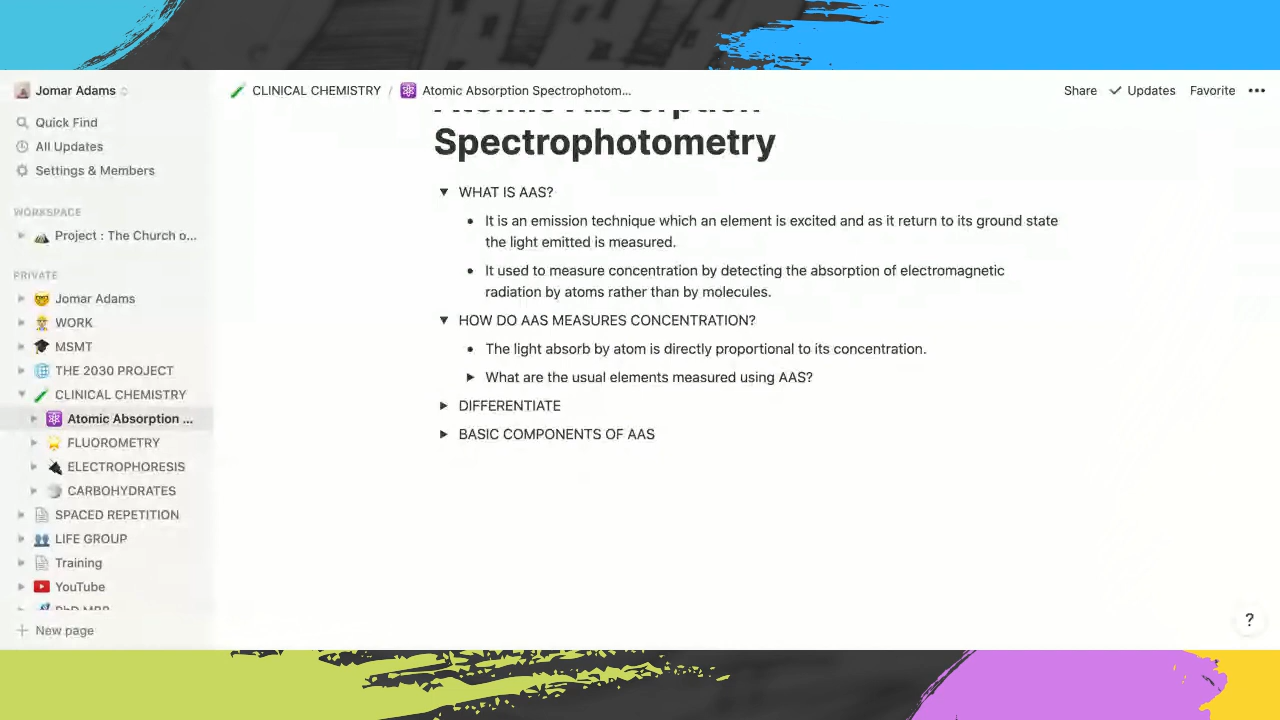 Jomar Adams
Quick Find
All Updates
Settings & Members
WORKSPACE
Project : The Church o...
PRIVATE
Jomar Adams
WORK
MSMT
THE 2030 PROJECT
CLINICAL CHEMISTRY
Atomic Absorption ...
FLUOROMETRY
ELECTROPHORESIS
CARBOHYDRATES
SPACED REPETITION
LIFE GROUP
Training
YouTube
PhD MBB
New page
CLINICAL CHEMISTRY / Atomic Absorption Spectrophotom...
Share Updates Favorite
Atomic Absorption
Spectrophotometry
WHAT IS AAS?
It is an emission technique which an element is excited and as it return to its ground state
the light emitted is measured.
It used to measure concentration by detecting the absorption of electromagnetic
radiation by atoms rather than by molecules.
HOW DO AAS MEASURES CONCENTRATION?
The light absorb by atom is directly proportional to its concentration.
What are the usual elements measured using AAS?
DIFFERENTIATE
BASIC COMPONENTS OF AAS
?